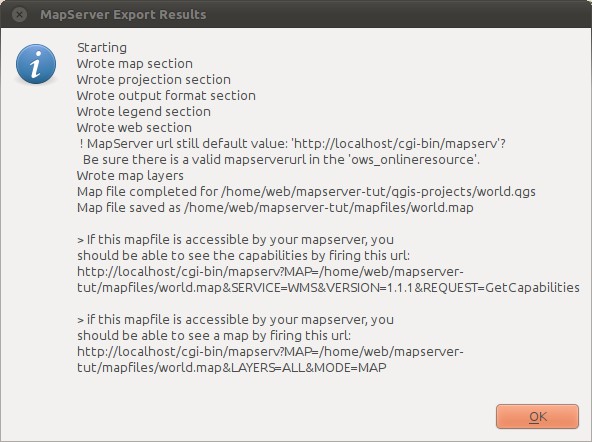 MapServer Export Results
Starting
Wrote map section
Wrote projection section
Wrote output format section
Wrote legend section
Wrote web section
! MapServer url still default value: 'http://localhost/cgi-bin/mapserv'?
Be sure there is a valid mapserverurl in the 'ows_onlineresource'.
Wrote map layers
Map file completed for /home/web/mapserver-tut/qgis-projects/world.qgs
Map file saved as /home/web/mapserver-tut/mapfiles/world.map
> If this mapfile is accessible by your mapserver, you
should be able to see the capabilities by firing this url:
http://localhost/cgi-bin/mapserv?MAP=/home/web/mapserver-
tut/mapfiles/world.map&SERVICE=WMS&VERSION=1.1.1&REQUEST=GetCapabilities
> if this mapfile is accessible by your mapserver, you
should be able to see a map by firing this url:
http://localhost/cgi-bin/mapserv?MAP=/home/web/mapserver-
tut/mapfiles/world.map&LAYERS=ALL&MODE=MAP
OK